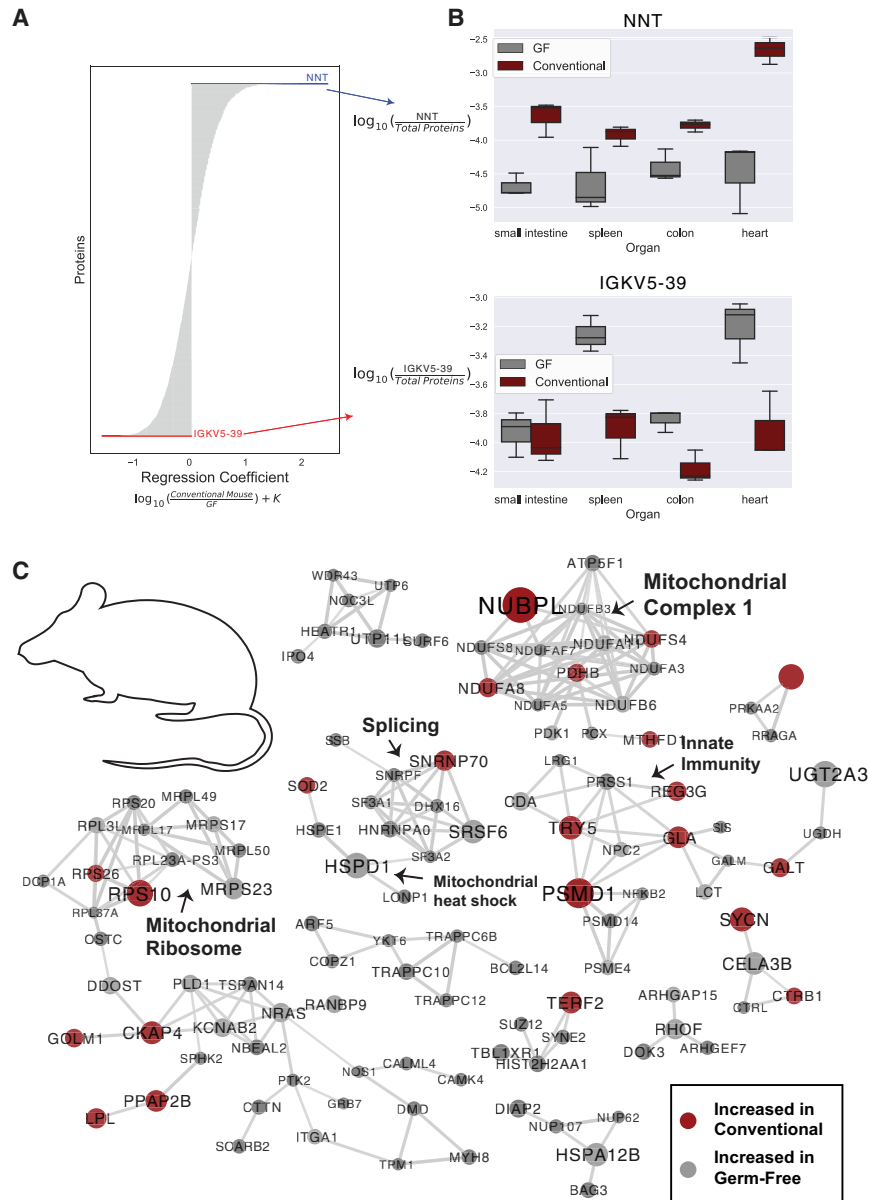 A
NNT
Proteins
IGKV5-39
−1 0 1 2
Regression Coefficient
log10(Conventional Mouse/GF) + K
log10(NNT/Total Proteins)
log10(IGKV5-39/Total Proteins)
B
NNT
GF
Conventional
−2.5
−3.0
−3.5
−4.0
−4.5
−5.0
small intestine spleen colon heart
Organ
IGKV5-39
GF
Conventional
−3.0
−3.2
−3.4
−3.6
−3.8
−4.0
−4.2
small intestine spleen colon heart
Organ
C
WDR43
UTP6
NOC3L
HEATR1
UTP11L
SURF6
IPO4
ATP5F1
NUBPL
NDUFB3
Mitochondrial
Complex 1
NDUFS8
NDUFAF7
NDUFA11
NDUFS4
PDHB
NDUFA3
NDUFA8
NDUFA5
NDUFB6
PDK1
PCX
MTHFD1
PRKAA2
RRAGA
Splicing
SSB
SNRPF
SNRNP70
SOD2
SF3A1
DHX16
HSPE1
HNRNPA0
SRSF6
SF3A2
HSPD1
LONP1
Mitochondrial
heat shock
Innate
Immunity
LRG1
PRSS1
REG3G
CDA
TRY5
NPC2
GLA
SIS
GALM
GALT
LCT
UGT2A3
UGDH
PSMD1
NFKB2
PSMD14
PSME4
SYCN
CELA3B
CTRL
CTRB1
RPS20
MRPL49
RPL3L
MRPL17
MRPS17
MRPL50
RPS26
RPL23A-PS3
DCP1A
RPS10
MRPS23
RPL37A
Mitochondrial
Ribosome
OSTC
DDOST
PLD1
TSPAN14
NRAS
RANBP9
GOLM1
CKAP4
KCNAB2
NBEAL2
SPHK2
PPAP2B
LPL
PTK2
NOS1
CALML4
CAMK4
CTTN
GRB7
DMD
SCARB2
ITGA1
TPM1
MYH8
ARF5
COPZ1
YKT6
TRAPPC6B
TRAPPC10
BCL2L14
TRAPPC12
TERF2
SUZ12
SYNE2
TBL1XR1
HIST2H2AA1
ARHGAP15
RHOF
DOK3
ARHGEF7
DIAP2
NUP62
NUP107
HSPA12B
BAG3
Increased in
Conventional
Increased in
Germ-Free